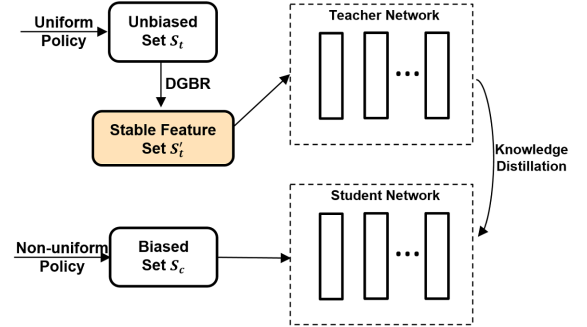 Uniform
Policy
Unbiased
Set S_t
DGBR
Stable Feature
Set S'_t
Teacher Network
...
Knowledge
Distillation
Student Network
...
Non-uniform
Policy
Biased
Set S_c